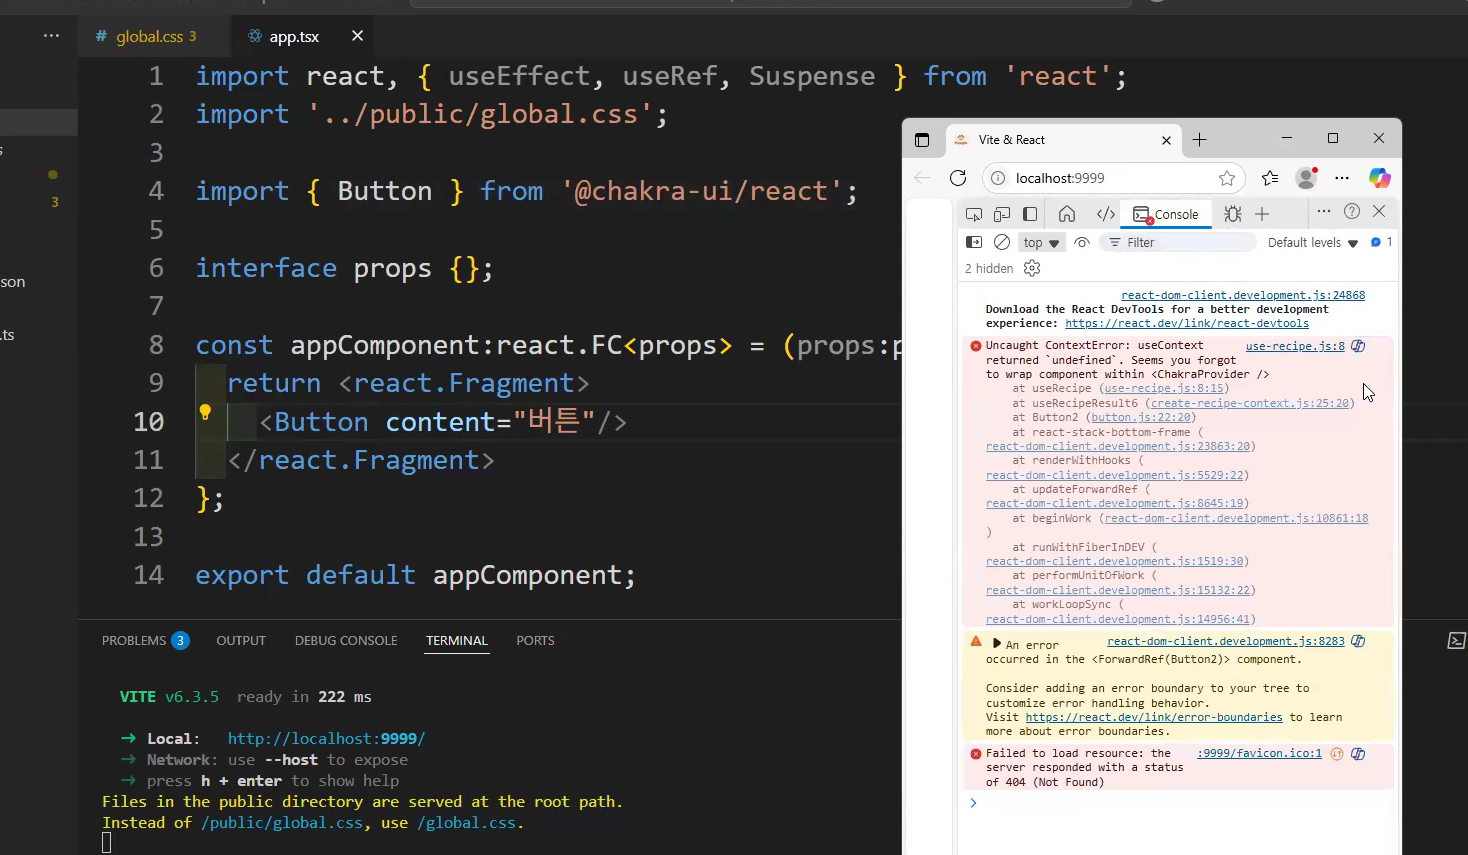 ... # global.css 3 app.tsx ×
1 import react, { useEffect, useRef, Suspense } from 'react';
2 import '../public/global.css';
3
4 import { Button } from '@chakra-ui/react';
5
6 interface props {};
7
8 const appComponent:react.FC<props> = (props:p
9 return <react.Fragment>
10 <Button content="버튼"/>
11 </react.Fragment>
12 };
13
14 export default appComponent;
s
3
son
.ts
PROBLEMS 3 OUTPUT DEBUG CONSOLE TERMINAL PORTS
VITE v6.3.5 ready in 222 ms
➜ Local: http://localhost:9999/
➜ Network: use --host to expose
➜ press h + enter to show help
Files in the public directory are served at the root path.
Instead of /public/global.css, use /global.css.
Vite & React
localhost:9999
Console
top Filter Default levels 1
2 hidden
react-dom-client.development.js:24868
Download the React DevTools for a better development
experience: https://react.dev/link/react-devtools
Uncaught ContextError: useContext use-recipe.js:8
returned `undefined`. Seems you forgot
to wrap component within <ChakraProvider />
at useRecipe (use-recipe.js:8:15)
at useRecipeResult6 (create-recipe-context.js:25:20)
at Button2 (button.js:22:20)
at react-stack-bottom-frame (
react-dom-client.development.js:23863:20)
at renderWithHooks (
react-dom-client.development.js:5529:22)
at updateForwardRef (
react-dom-client.development.js:8645:19)
at beginWork (react-dom-client.development.js:10861:18
)
at runWithFiberInDEV (
react-dom-client.development.js:1519:30)
at performUnitOfWork (
react-dom-client.development.js:15132:22)
at workLoopSync (
react-dom-client.development.js:14956:41)
An error react-dom-client.development.js:8283
occurred in the <ForwardRef(Button2)> component.
Consider adding an error boundary to your tree to
customize error handling behavior.
Visit https://react.dev/link/error-boundaries to learn
more about error boundaries.
Failed to load resource: the :9999/favicon.ico:1
server responded with a status
of 404 (Not Found)